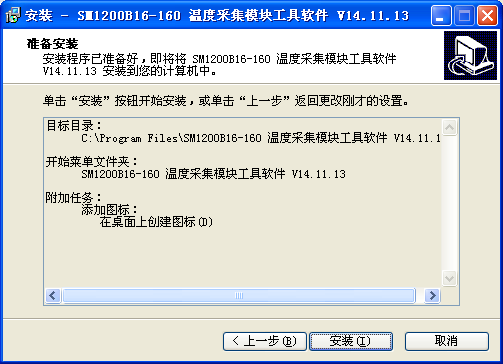 安装 - SM1200B16-160 温度采集模块工具软件 V14.11.13
准备安装
安装程序已准备好，即将将 SM1200B16-160 温度采集模块工具软件
V14.11.13 安装到您的计算机中。
单击“安装”按钮开始安装，或单击“上一步”返回更改刚才的设置。
目标目录：
C:\Program Files\SM1200B16-160 温度采集模块工具软件 V14.11.1
开始菜单文件夹：
SM1200B16-160 温度采集模块工具软件 V14.11.13
附加任务：
添加图标：
在桌面上创建图标(D)
< 上一步(B)
安装(I)
取消